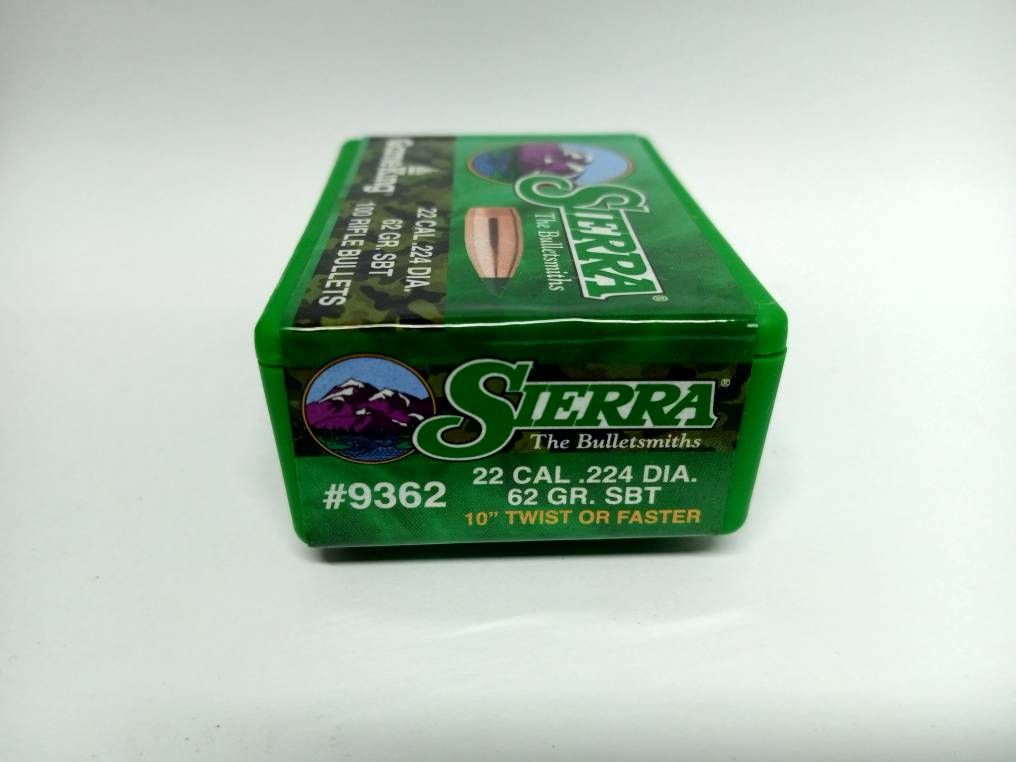 GameKing
22 CAL .224 DIA.
62 GR. SBT
100 RIFLE BULLETS
SIERRA®
The Bulletsmiths
SIERRA®
The Bulletsmiths
#9362
22 CAL .224 DIA.
62 GR. SBT
10” TWIST OR FASTER